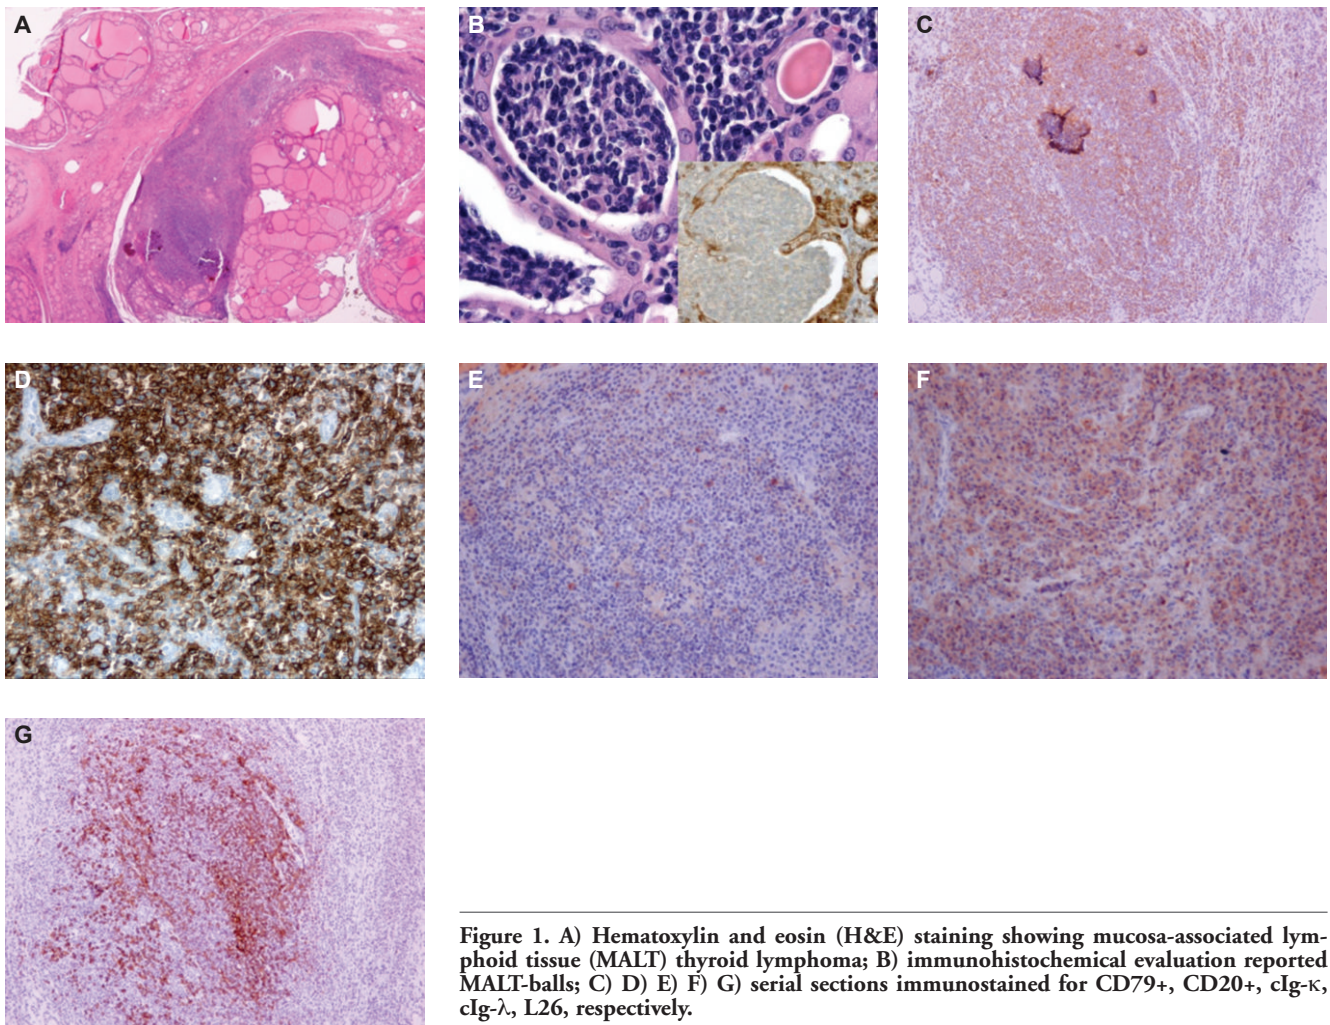 A
B
C
D
E
F
G
Figure 1. A) Hematoxylin and eosin (H&E) staining showing mucosa-associated lym-
phoid tissue (MALT) thyroid lymphoma; B) immunohistochemical evaluation reported
MALT-balls; C) D) E) F) G) serial sections immunostained for CD79+, CD20+, cIg-κ,
cIg-λ, L26, respectively.